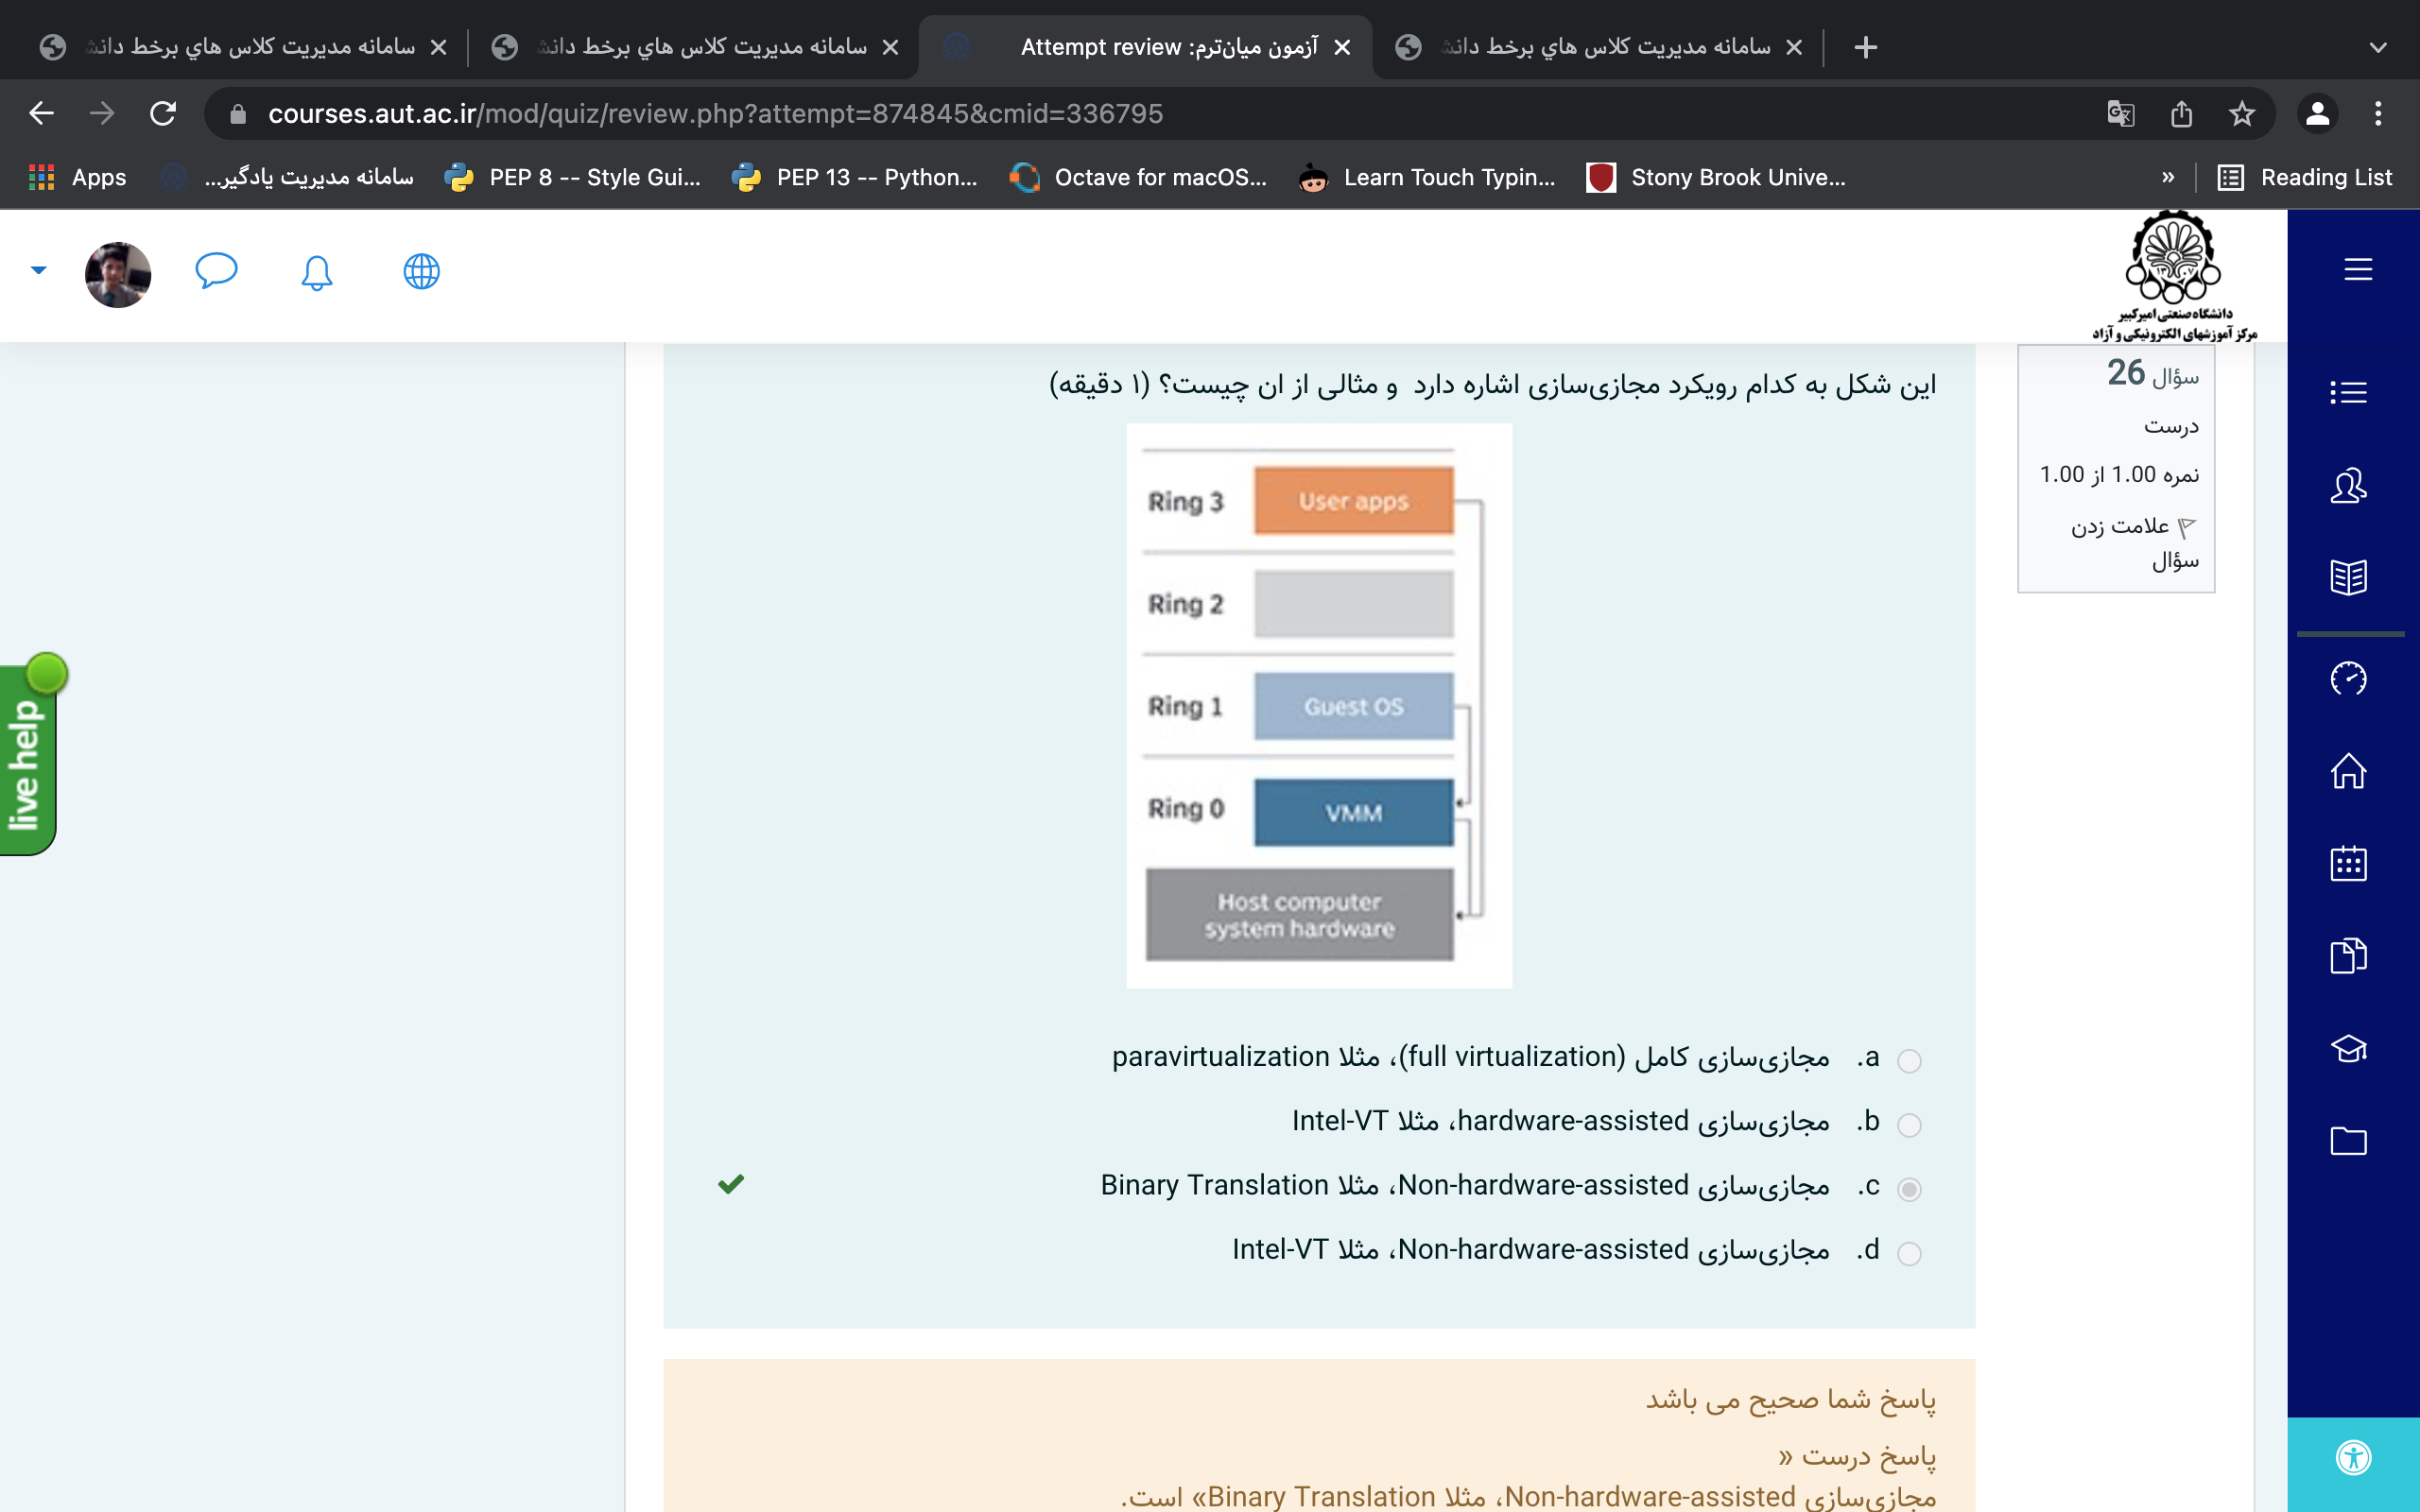 سامانه مديريت كلاس هاي برخط دانش
سامانه مديريت كلاس هاي برخط دانش
آزمون میان‌ترم: Attempt review
سامانه مديريت كلاس هاي برخط دانش
courses.aut.ac.ir/mod/quiz/review.php?attempt=874845&cmid=336795
Apps
سامانه مدیریت یادگیر...
PEP 8 -- Style Gui...
PEP 13 -- Python...
Octave for macOS...
Learn Touch Typin...
Stony Brook Unive...
»
Reading List
دانشگاه صنعتی امیرکبیر
مرکز آموزشهای الکترونیکی و آزاد
سؤال 26
درست
نمره 1.00 از 1.00
علامت زدن
سؤال
این شکل به کدام رویکرد مجازی‌سازی اشاره دارد و مثالی از ان چیست؟ (۱ دقیقه)
Ring 3 User apps
Ring 2
Ring 1 Guest OS
Ring 0 VMM
Host computer
system hardware
a. مجازی‌سازی کامل (full virtualization)، مثلا paravirtualization
b. مجازی‌سازی hardware-assisted، مثلا Intel-VT
c. مجازی‌سازی Non-hardware-assisted، مثلا Binary Translation
d. مجازی‌سازی Non-hardware-assisted، مثلا Intel-VT
پاسخ شما صحیح می باشد
پاسخ درست «
مجازی‌سازی Non-hardware-assisted، مثلا Binary Translation» است.
live help